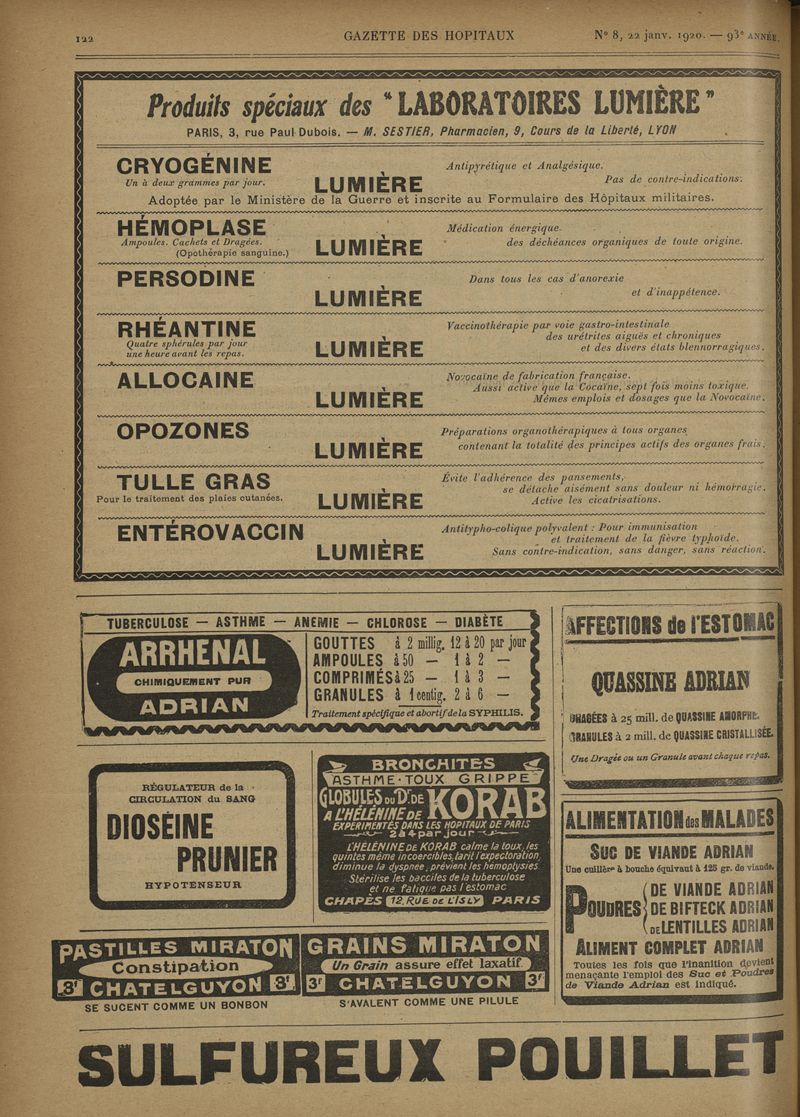 122
GAZETTE DES HOPITAUX
N° 8, 22 janv. 1920. — 93e ANNÉE.
Produits spéciaux des "LABORATOIRES LUMIÈRE"
PARIS, 3, rue Paul Dubois. — M. SESTIER, Pharmacien, 9, Cours de la Liberté, LYON
CRYOGÉNINE
Un à deux grammes par jour.
LUMIÈRE
Antipyrétique et Analgésique.
Pas de contre-indications.
Adoptée par le Ministère de la Guerre et inscrite au Formulaire des Hôpitaux militaires.
HÉMOPLASE
Ampoules. Cachets et Dragées.
(Opothérapie sanguine.)
LUMIÈRE
Médication énergique
des déchéances organiques de toute origine.
PERSODINE
LUMIÈRE
Dans tous les cas d'anorexie
et d'inappétence.
RHÉANTINE
Quatre sphérules par jour
une heure avant les repas.
LUMIÈRE
Vaccinothérapie par voie gastro-intestinale
des urétrites aiguës et chroniques
et des divers états blennorragiques.
ALLOCAINE
LUMIÈRE
Novocaïne de fabrication française.
Aussi active que la Cocaïne, sept fois moins toxique.
Mêmes emplois et dosages que la Novocaïne.
OPOZONES
LUMIÈRE
Préparations organothérapiques à tous organes
contenant la totalité des principes actifs des organes frais.
TULLE GRAS
Pour le traitement des plaies cutanées.
LUMIÈRE
Évite l'adhérence des pansements,
se détache aisément sans douleur ni hémorragie.
Active les cicatrisations.
ENTÉROVACCIN
LUMIÈRE
Antitypho-colique polyvalent : Pour immunisation
et traitement de la fièvre typhoïde.
Sans contre-indication, sans danger, sans réaction.
TUBERCULOSE — ASTHME — ANEMIE — CHLOROSE — DIABÈTE
ARRHENAL
CHIMIQUEMENT PUR
ADRIAN
GOUTTES à 2 millig. 12 à 20 par jour
AMPOULES à 50 — 1 à 2 —
COMPRIMÉS à 25 — 1 à 3 —
GRANULES à 1 centig. 2 à 6 —
Traitement spécifique et abortif de la SYPHILIS.
AFFECTIONS de l'ESTOMAC
QUASSINE ADRIAN
DRAGÉES à 25 mill. de QUASSINE AMORPHE.
GRANULES à 2 mill. de QUASSINE CRISTALLISÉE.
Une Dragée ou un Granule avant chaque repas.
RÉGULATEUR de la
CIRCULATION du SANG
DIOSÉINE
PRUNIER
HYPOTENSEUR
BRONCHITES
ASTHME · TOUX GRIPPE
GLOBULES DU Dr DE
A L'HÉLÉNINE DE KORAB
EXPERIMENTÉS DANS LES HOPITAUX DE PARIS
2 à 4 par jour
L'HÉLÉNINE DE KORAB calme la toux, les
quintes même incoercibles, tarit l'expectoration,
diminue la dyspnee, prévient les hemoptysies
Stérilise les baccilles de la tuberculose
et ne fatigue pas l'estomac
CHAPÈS 12, RUE DE L'ISLY PARIS
ALIMENTATION des MALADES
SUC DE VIANDE ADRIAN
Une cuillère à bouche équivaut à 125 gr. de viande.
POUDRES
DE VIANDE ADRIAN
DE BIFTECK ADRIAN
DE LENTILLES ADRIAN
ALIMENT COMPLET ADRIAN
Toutes les fois que l'inanition devient
menaçante l'emploi des Suc et Poudres
de Viande Adrian est indiqué.
PASTILLES MIRATON
Constipation
3f CHATELGUYON 3f
SE SUCENT COMME UN BONBON
GRAINS MIRATON
Un Grain assure effet laxatif
3f CHATELGUYON 3f
S'AVALENT COMME UNE PILULE
SULFUREUX POUILLET